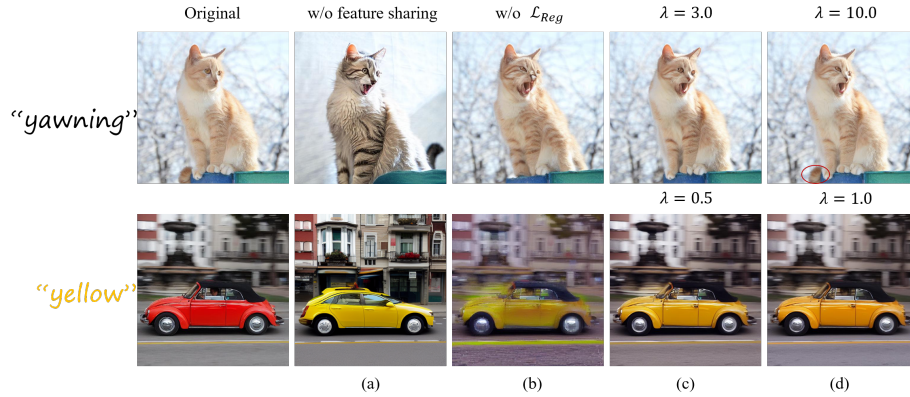 Original w/o feature sharing w/o ℒ_Reg λ = 3.0 λ = 10.0
“yawning”
λ = 0.5 λ = 1.0
“yellow”
(a) (b) (c) (d)